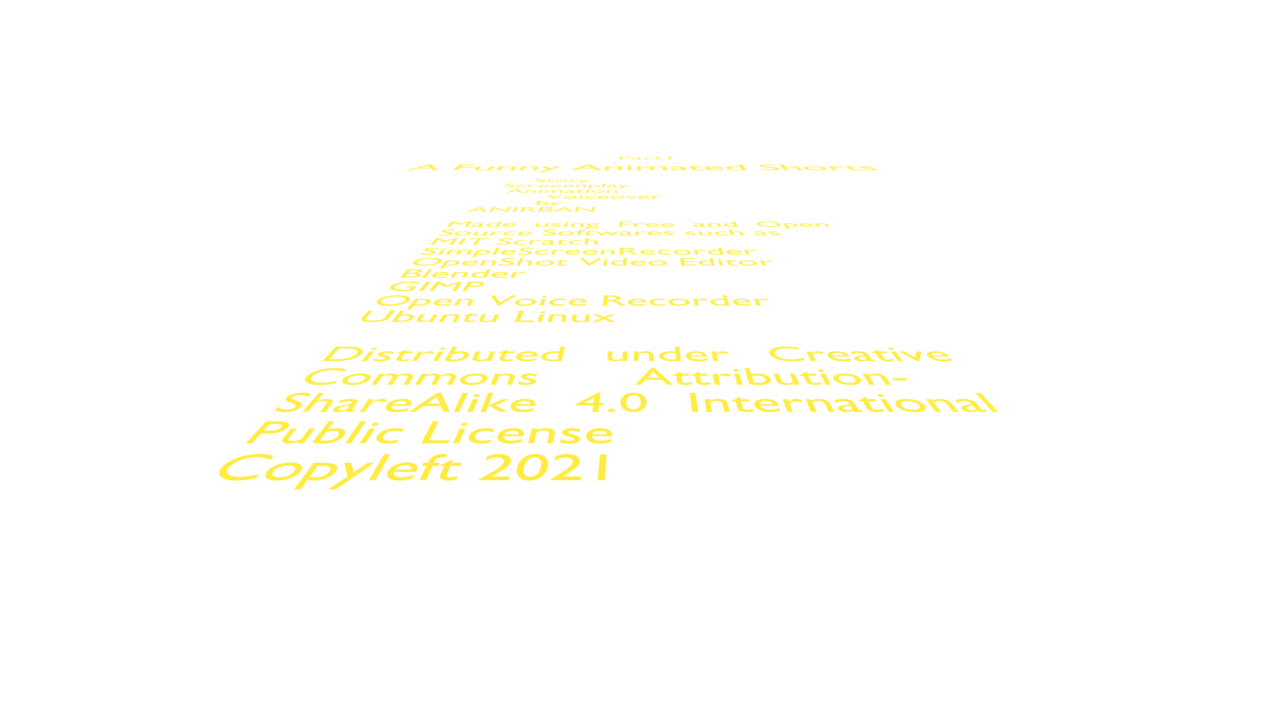 Part I
A Funny Animated Shorts
Story
Screeenplay
Animation
Voiceover
by
ANIRBAN
Made using Free and Open
Source Softwares such as
MIT Scratch
SimpleScreenRecorder
OpenShot Video Editor
Blender
GIMP
Open Voice Recorder
Ubuntu Linux
Distributed under Creative
Commons Attribution-
ShareAlike 4.0 International
Public License
Copyleft 2021